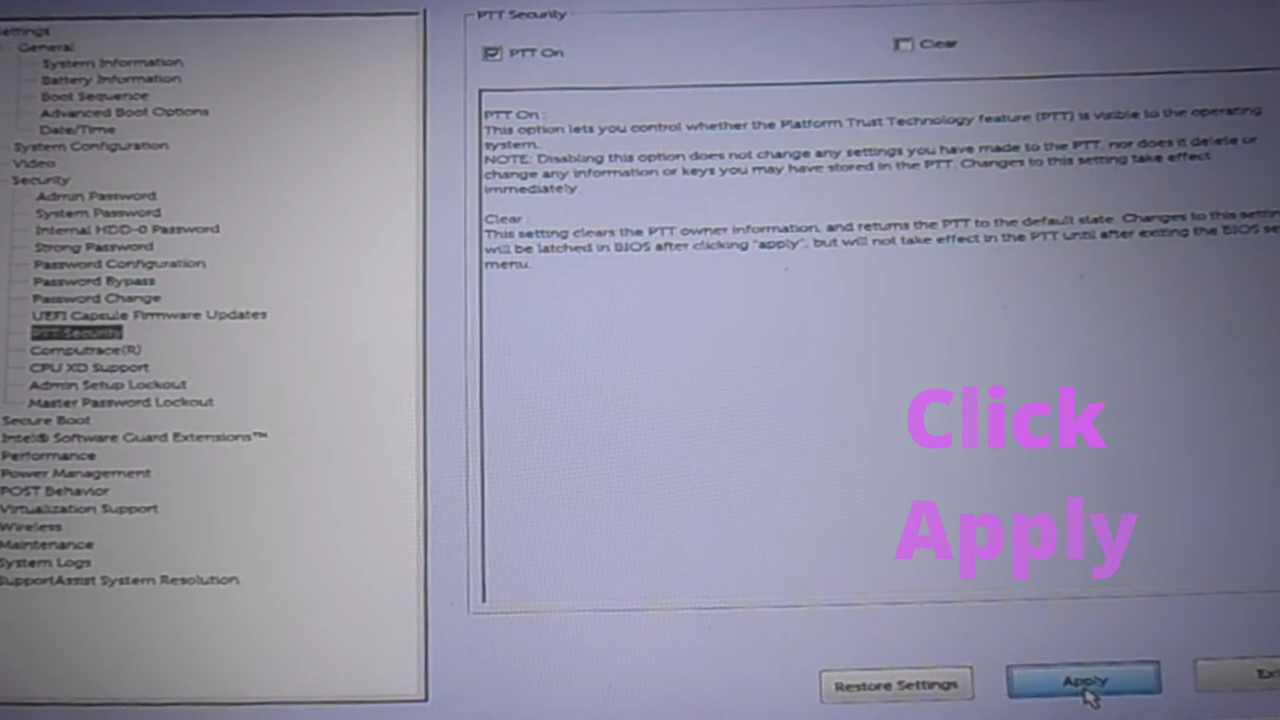 Settings
General
System Information
Battery Information
Boot Sequence
Advanced Boot Options
Date/Time
System Configuration
Video
Security
Admin Password
System Password
Internal HDD-0 Password
Strong Password
Password Configuration
Password Bypass
Password Change
UEFI Capsule Firmware Updates
PTT Security
Computrace(R)
CPU XD Support
Admin Setup Lockout
Master Password Lockout
Secure Boot
Intel® Software Guard Extensions™
Performance
Power Management
POST Behavior
Virtualization Support
Wireless
Maintenance
System Logs
SupportAssist System Resolution
PTT Security
PTT On
Clear
PTT On :
This option lets you control whether the Platform Trust Technology feature (PTT) is visible to the operating
system.
NOTE: Disabling this option does not change any settings you have made to the PTT, nor does it delete or
change any information or keys you may have stored in the PTT. Changes to this setting take effect
immediately.
Clear :
This setting clears the PTT owner information, and returns the PTT to the default state. Changes to this
will be latched in BIOS after clicking "apply", but will not take effect in the PTT until after exiting the BIOS
menu.
Click
Apply
Restore Settings
Apply